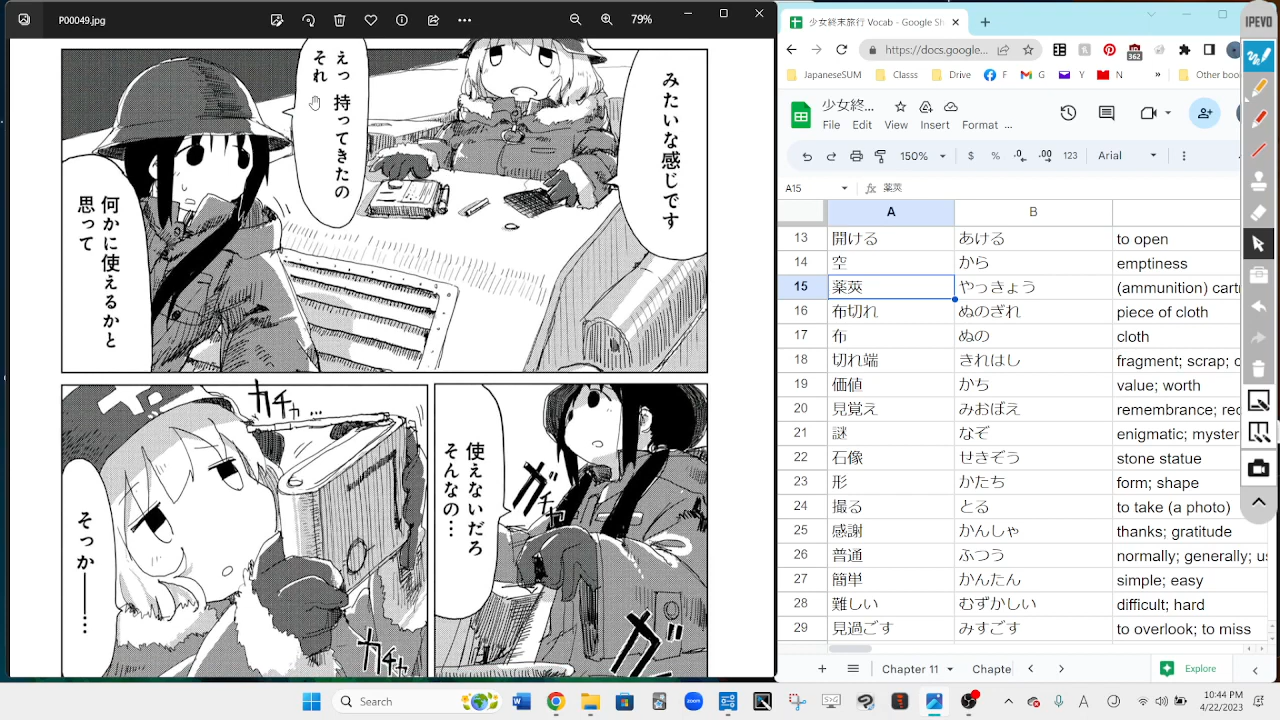 P00049.jpg
79%
みたいな感じです
えっ
それ
持ってきたの
何かに使えるかと
思って
使えないだろ
そんなの…
ガチャ
ガ
カチャ…
カチャ
そっか――…
少女終末旅行 Vocab - Google Sh
https://docs.google...
362
JapaneseSUM
Classs
Drive
F
G
Y
N
Other book
少女終...
File
Edit
View
Insert
Format ...
150%
$
%
.0
.00
123
Arial
A15
fx
薬莢
A
B
13 開ける あける to open
14 空 から emptiness
15 薬莢 やっきょう (ammunition) cartr
16 布切れ ぬのぎれ piece of cloth
17 布 ぬの cloth
18 切れ端 きれはし fragment; scrap; c
19 価値 かち value; worth
20 見覚え みおぼえ remembrance; rec
21 謎 なぞ enigmatic; myster
22 石像 せきぞう stone statue
23 形 かたち form; shape
24 撮る とる to take (a photo)
25 感謝 かんしゃ thanks; gratitude
26 普通 ふつう normally; generally; us
27 簡単 かんたん simple; easy
28 難しい むずかしい difficult; hard
29 見過ごす みすごす to overlook; to miss
Chapter 11
Chapte
Explore
IPEVO
Search
zoom
A
10:44 PM
4/22/2023